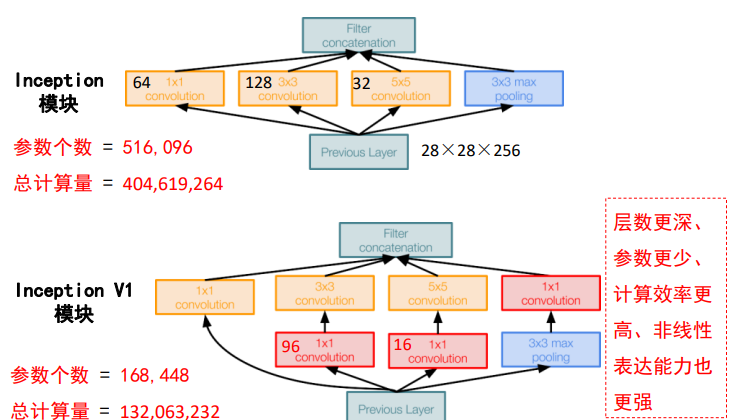 Filter
concatenation
Inception
模块
64 1x1
convolution
128 3x3
convolution
32 5x5
convolution
3x3 max
pooling
参数个数 = 516,096
Previous Layer
28×28×256
总计算量 = 404,619,264
Filter
concatenation
层数更深、
参数更少、
计算效率更
高、非线性
表达能力也
更强
Inception V1
模块
1x1
convolution
3x3
convolution
5x5
convolution
1x1
convolution
96 1x1
convolution
16 1x1
convolution
3x3 max
pooling
参数个数 = 168,448
总计算量 = 132,063,232
Previous Layer